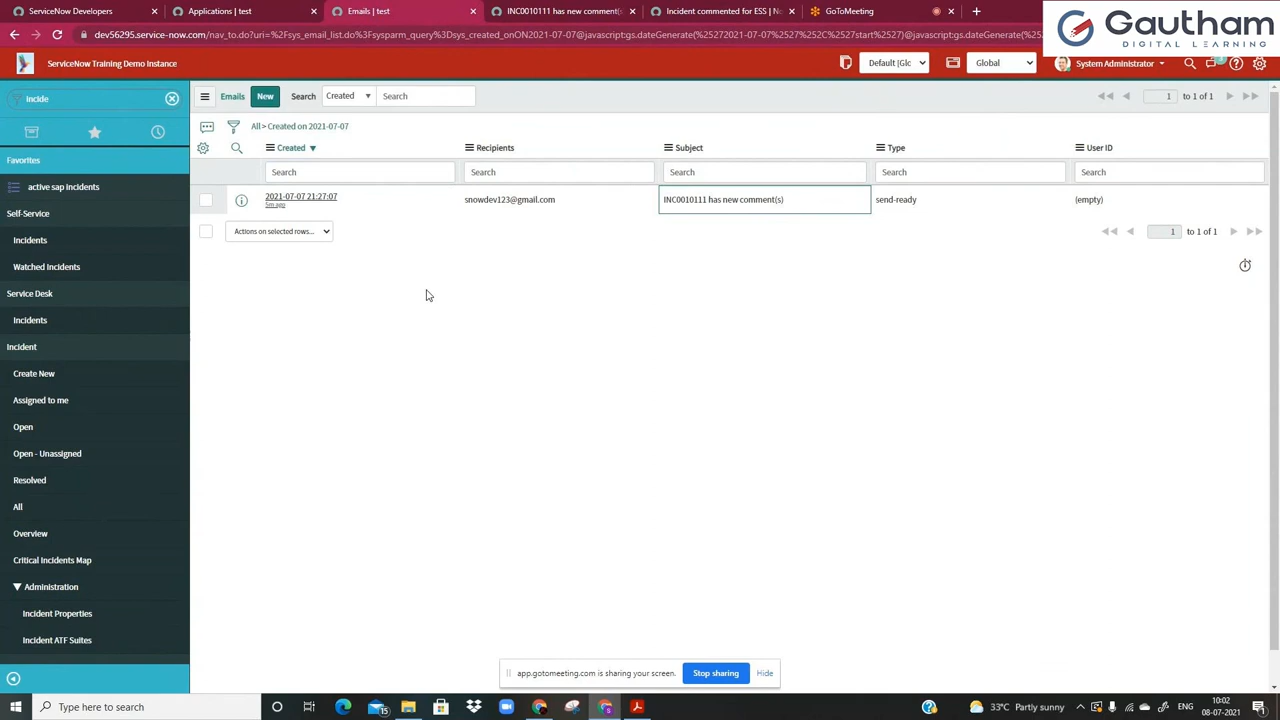 ServiceNow Developers
Applications | test
Emails | test
INC0010111 has new comment(s)
Incident commented for ESS | Ne
GoToMeeting
dev56295.service-now.com/nav_to.do?uri=%2Fsys_email_list.do%3Fsysparm_query%3Dsys_created_onON2021-07-07@javascript:gs.dateGenerate(%25272021-07-07%2527%252C%2527start%2527)@javascript:gs.dateGenerate(%
Gautham
DIGITAL LEARNING
ServiceNow Training Demo Instance
Default [Glc
Global
System Administrator
Incide
Favorites
active sap incidents
Self-Service
Incidents
Watched Incidents
Service Desk
Incidents
Incident
Create New
Assigned to me
Open
Open - Unassigned
Resolved
All
Overview
Critical Incidents Map
Administration
Incident Properties
Incident ATF Suites
Emails New Search Created Search
1 to 1 of 1
All > Created on 2021-07-07
Created Recipients Subject Type User ID
Search Search Search Search Search
2021-07-07 21:27:07 snowdev123@gmail.com INC0010111 has new comment(s) send-ready (empty)
5m ago
Actions on selected rows...
1 to 1 of 1
app.gotomeeting.com is sharing your screen. Stop sharing Hide
Type here to search
15
33°C Partly sunny
ENG
10:02
08-07-2021